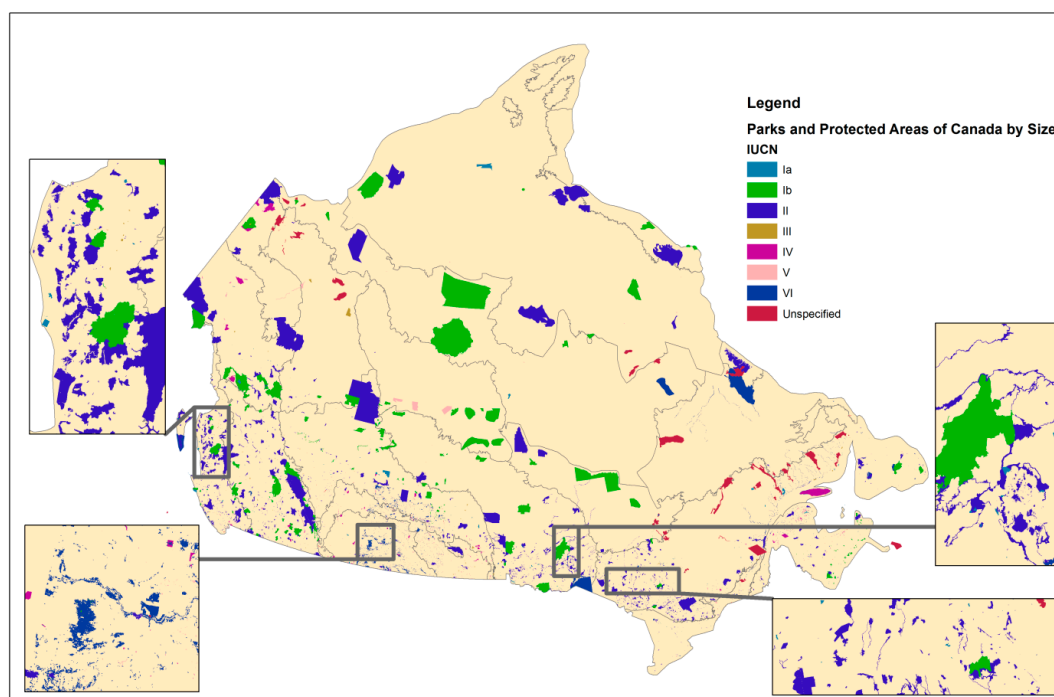 Legend
Parks and Protected Areas of Canada by Size
IUCN
Ia
Ib
II
III
IV
V
VI
Unspecified